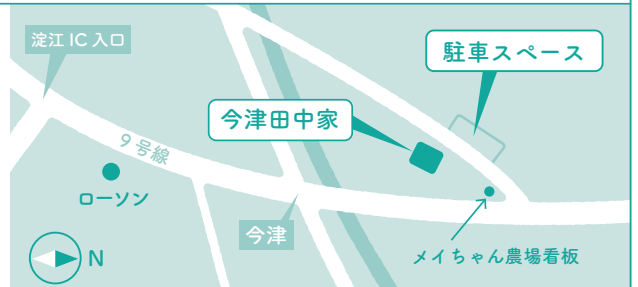 淀江 IC 入口
駐車スペース
今津田中家
9号線
ローソン
今津
メイちゃん農場看板
N